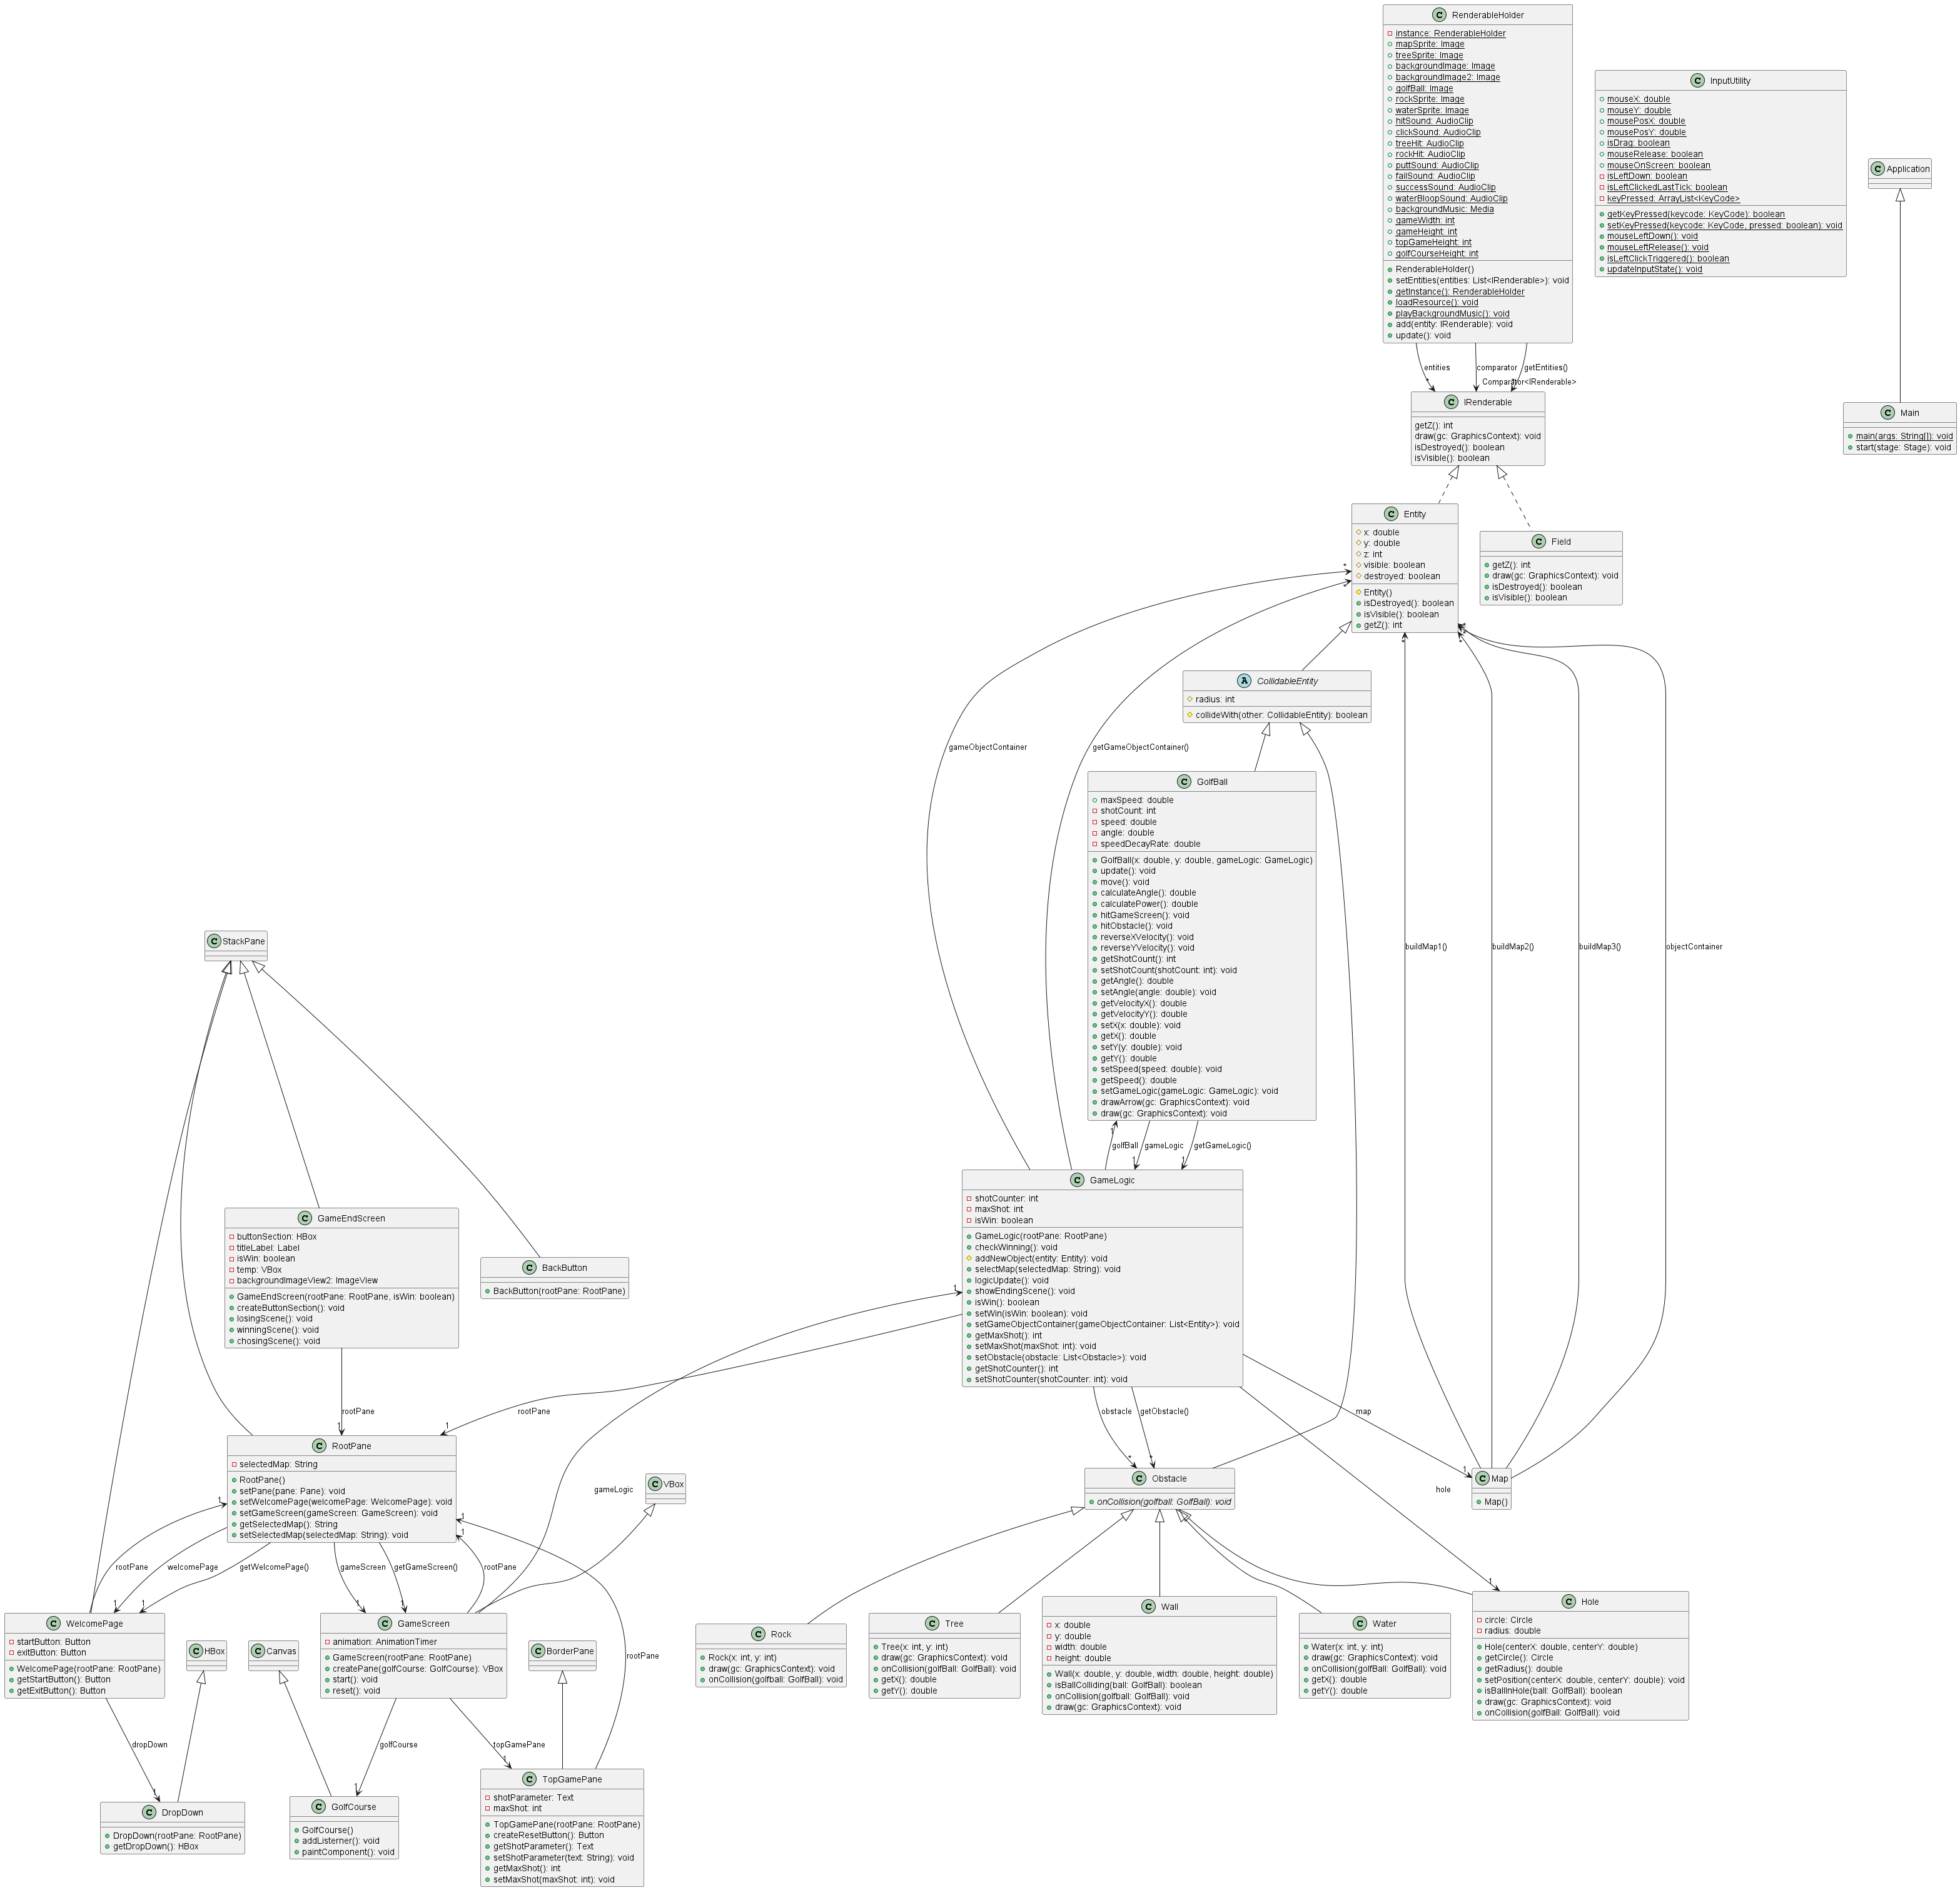 C RenderableHolder
instance: RenderableHolder
mapSprite: Image
treeSprite: Image
backgroundImage: Image
backgroundImage2: Image
golfBall: Image
rockSprite: Image
waterSprite: Image
hitSound: AudioClip
clickSound: AudioClip
treeHit: AudioClip
rockHit: AudioClip
puttSound: AudioClip
failSound: AudioClip
successSound: AudioClip
waterBloopSound: AudioClip
backgroundMusic: Media
gameWidth: int
gameHeight: int
topGameHeight: int
golfCourseHeight: int
RenderableHolder()
setEntities(entities: List<IRenderable>): void
getInstance(): RenderableHolder
loadResource(): void
playBackgroundMusic(): void
add(entity: IRenderable): void
update(): void
C InputUtility
mouseX: double
mouseY: double
mousePosX: double
mousePosY: double
isDrag: boolean
mouseRelease: boolean
mouseOnScreen: boolean
isLeftDown: boolean
isLeftClickedLastTick: boolean
keyPressed: ArrayList<KeyCode>
getKeyPressed(keycode: KeyCode): boolean
setKeyPressed(keycode: KeyCode, pressed: boolean): void
mouseLeftDown(): void
mouseLeftRelease(): void
isLeftClickTriggered(): boolean
updateInputState(): void
C Application
entities
comparator
getEntities()
*
Comparator<IRenderable>
C IRenderable
getZ(): int
draw(gc: GraphicsContext): void
isDestroyed(): boolean
isVisible(): boolean
C Main
main(args: String[]): void
start(stage: Stage): void
C Entity
x: double
y: double
z: int
visible: boolean
destroyed: boolean
Entity()
isDestroyed(): boolean
isVisible(): boolean
getZ(): int
C Field
getZ(): int
draw(gc: GraphicsContext): void
isDestroyed(): boolean
isVisible(): boolean
*
*
*
*
*
*
A CollidableEntity
radius: int
collideWith(other: CollidableEntity): boolean
gameObjectContainer
getGameObjectContainer()
C GolfBall
maxSpeed: double
shotCount: int
speed: double
angle: double
speedDecayRate: double
GolfBall(x: double, y: double, gameLogic: GameLogic)
update(): void
move(): void
calculateAngle(): double
calculatePower(): double
hitGameScreen(): void
hitObstacle(): void
reverseXVelocity(): void
reverseYVelocity(): void
getShotCount(): int
setShotCount(shotCount: int): void
getAngle(): double
setAngle(angle: double): void
getVelocityX(): double
getVelocityY(): double
setX(x: double): void
getX(): double
setY(y: double): void
getY(): double
setSpeed(speed: double): void
getSpeed(): double
setGameLogic(gameLogic: GameLogic): void
drawArrow(gc: GraphicsContext): void
draw(gc: GraphicsContext): void
buildMap1()
buildMap2()
buildMap3()
objectContainer
C StackPane
1
golfBall
gameLogic
getGameLogic()
1
1
C GameLogic
shotCounter: int
maxShot: int
isWin: boolean
GameLogic(rootPane: RootPane)
checkWinning(): void
addNewObject(entity: Entity): void
selectMap(selectedMap: String): void
logicUpdate(): void
showEndingScene(): void
isWin(): boolean
setWin(isWin: boolean): void
setGameObjectContainer(gameObjectContainer: List<Entity>): void
getMaxShot(): int
setMaxShot(maxShot: int): void
setObstacle(obstacle: List<Obstacle>): void
getShotCounter(): int
setShotCounter(shotCounter: int): void
C GameEndScreen
buttonSection: HBox
titleLabel: Label
isWin: boolean
temp: VBox
backgroundImageView2: ImageView
GameEndScreen(rootPane: RootPane, isWin: boolean)
createButtonSection(): void
losingScene(): void
winningScene(): void
chosingScene(): void
C BackButton
BackButton(rootPane: RootPane)
1
rootPane
1
rootPane
1
obstacle
getObstacle()
map
*
*
1
C RootPane
selectedMap: String
RootPane()
setPane(pane: Pane): void
setWelcomePage(welcomePage: WelcomePage): void
setGameScreen(gameScreen: GameScreen): void
getSelectedMap(): String
setSelectedMap(selectedMap: String): void
gameLogic
C VBox
hole
C Obstacle
onCollision(golfball: GolfBall): void
C Map
Map()
1
1
1
rootPane
welcomePage
getWelcomePage()
gameScreen
getGameScreen()
rootPane
1
1
1
1
1
C WelcomePage
startButton: Button
exitButton: Button
WelcomePage(rootPane: RootPane)
getStartButton(): Button
getExitButton(): Button
C HBox
C Canvas
C GameScreen
animation: AnimationTimer
GameScreen(rootPane: RootPane)
createPane(golfCourse: GolfCourse): VBox
start(): void
reset(): void
C BorderPane
rootPane
C Rock
Rock(x: int, y: int)
draw(gc: GraphicsContext): void
onCollision(golfball: GolfBall): void
C Tree
Tree(x: int, y: int)
draw(gc: GraphicsContext): void
onCollision(golfBall: GolfBall): void
getX(): double
getY(): double
C Wall
x: double
y: double
width: double
height: double
Wall(x: double, y: double, width: double, height: double)
isBallColliding(ball: GolfBall): boolean
onCollision(golfball: GolfBall): void
draw(gc: GraphicsContext): void
C Water
Water(x: int, y: int)
draw(gc: GraphicsContext): void
onCollision(golfBall: GolfBall): void
getX(): double
getY(): double
C Hole
circle: Circle
radius: double
Hole(centerX: double, centerY: double)
getCircle(): Circle
getRadius(): double
setPosition(centerX: double, centerY: double): void
isBallInHole(ball: GolfBall): boolean
draw(gc: GraphicsContext): void
onCollision(golfBall: GolfBall): void
dropDown
golfCourse
topGamePane
1
1
1
C DropDown
DropDown(rootPane: RootPane)
getDropDown(): HBox
C GolfCourse
GolfCourse()
addListerner(): void
paintComponent(): void
C TopGamePane
shotParameter: Text
maxShot: int
TopGamePane(rootPane: RootPane)
createResetButton(): Button
getShotParameter(): Text
setShotParameter(text: String): void
getMaxShot(): int
setMaxShot(maxShot: int): void